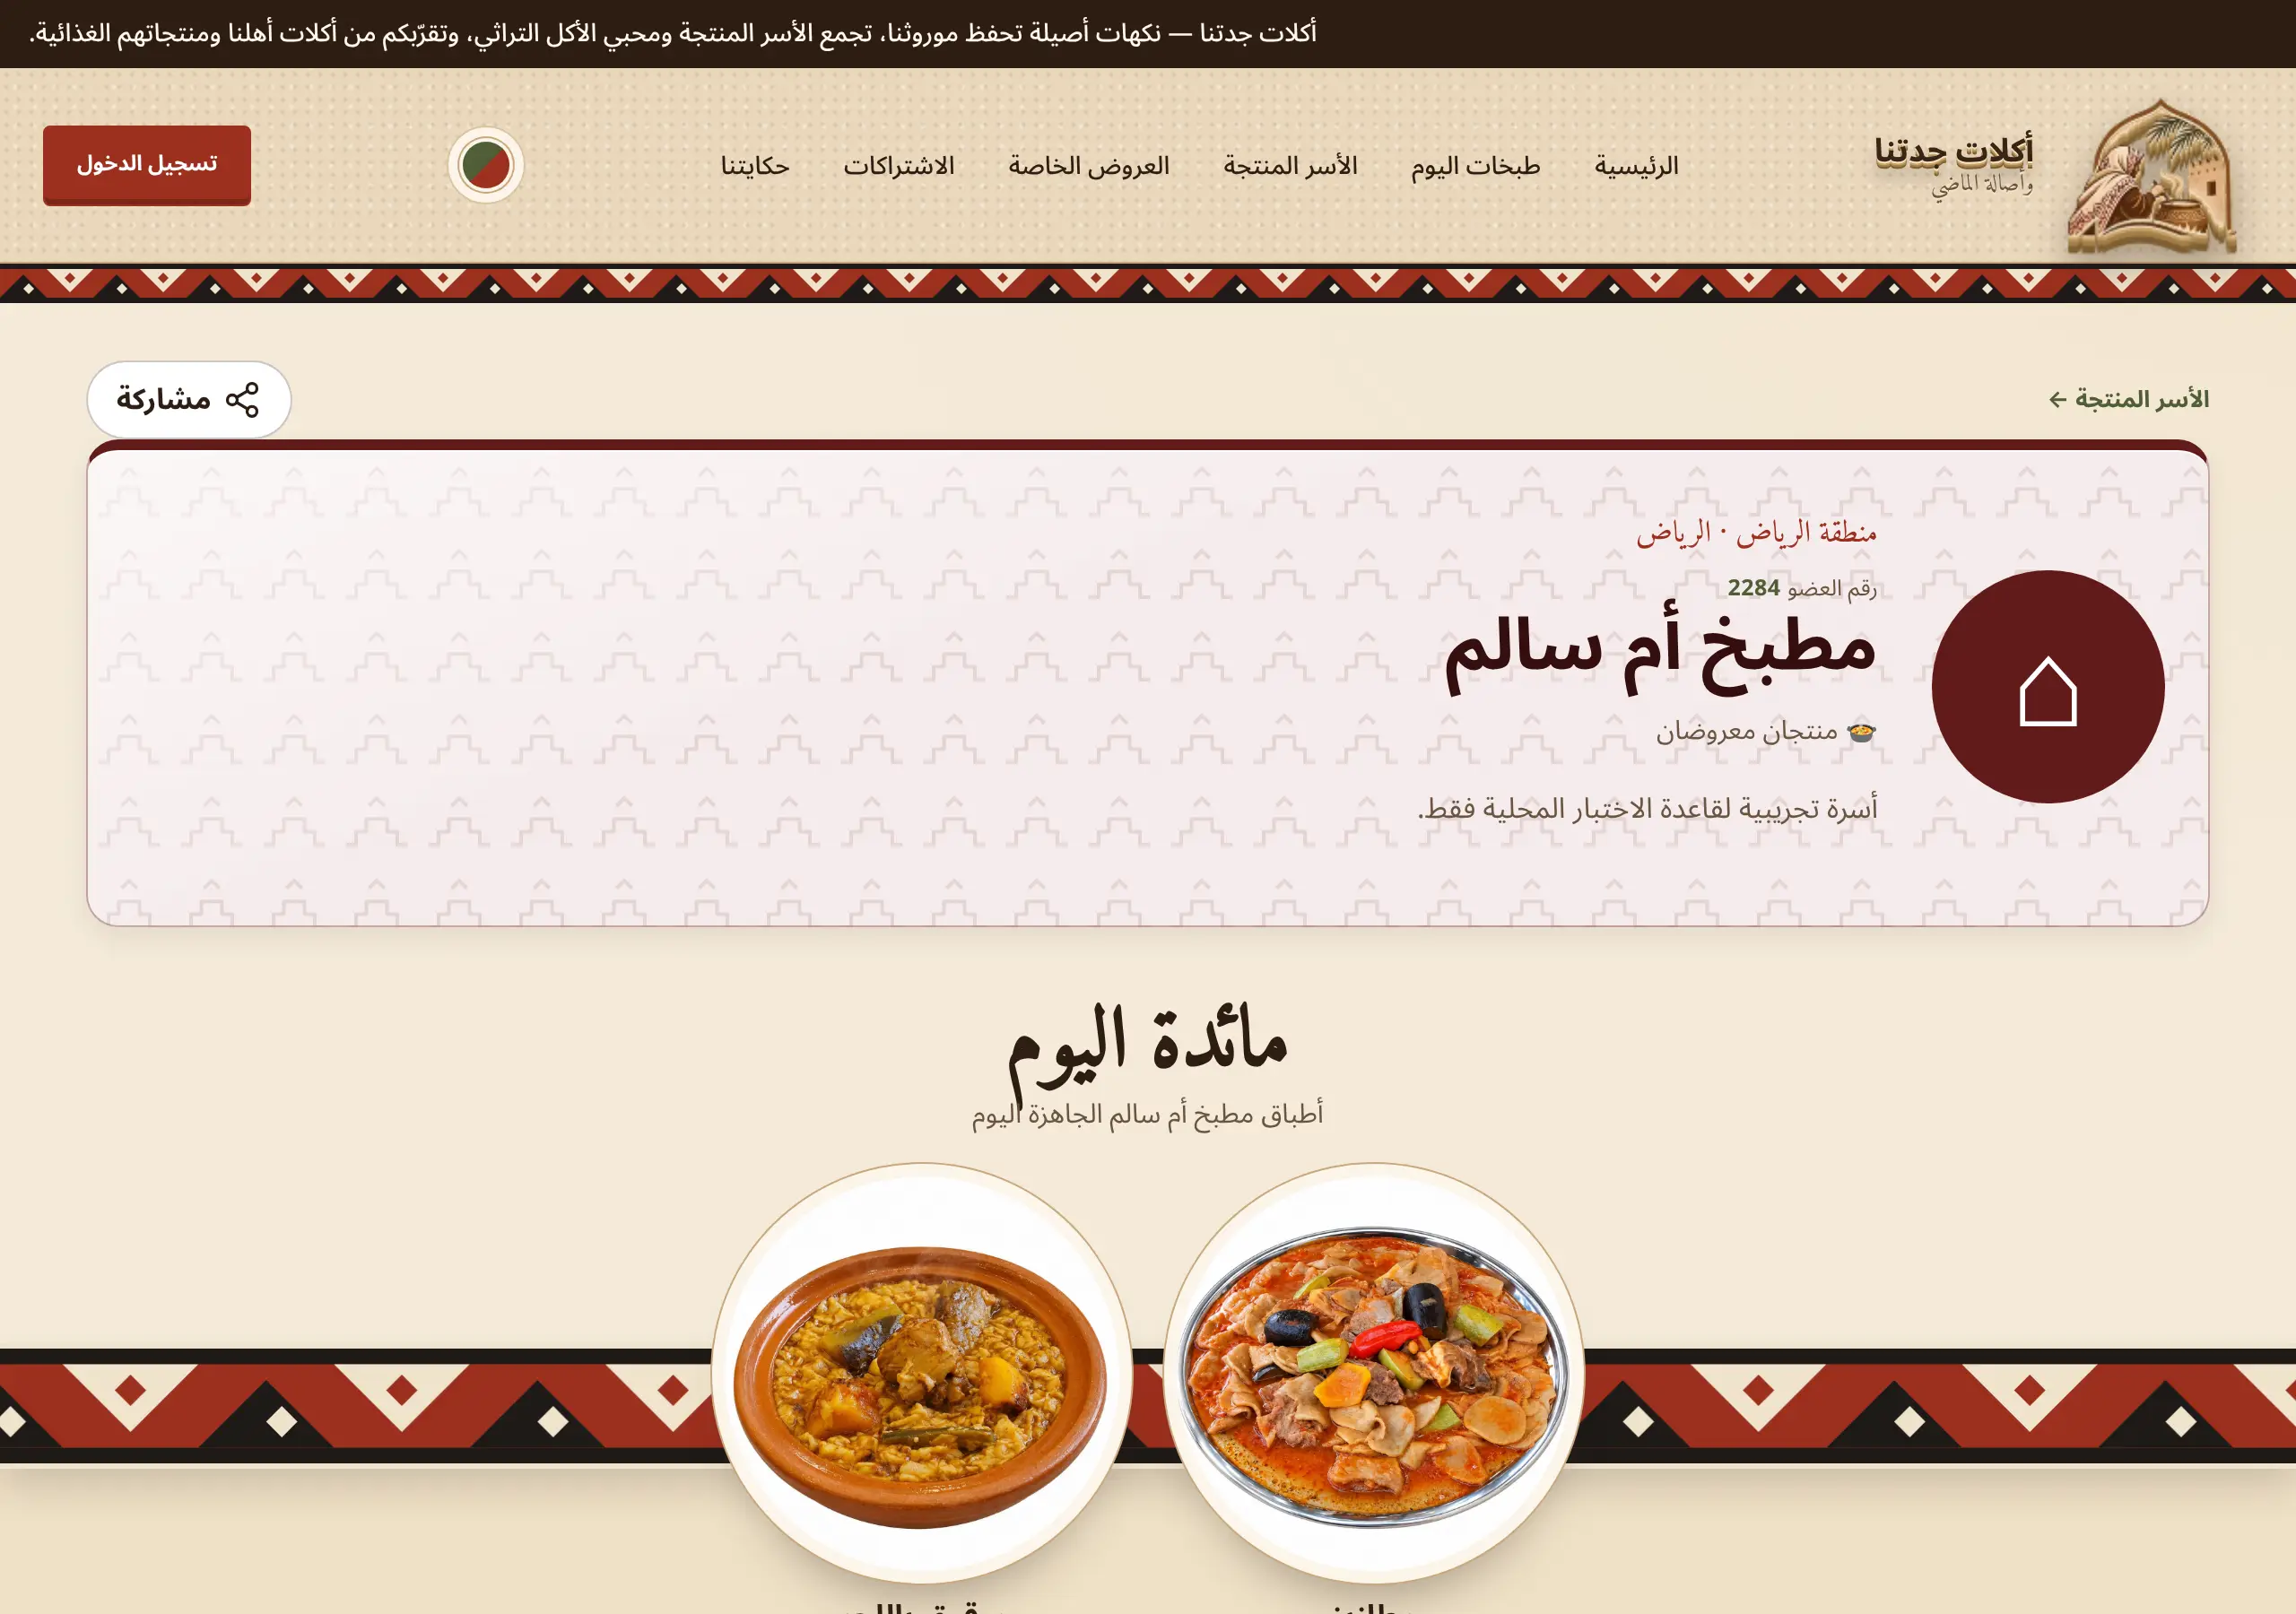 أكلات جدتنا — نكهات أصيلة تحفظ موروثنا، تجمع الأسر المنتجة ومحبي الأكل التراثي، وتقرّبكم من أكلات أهلنا ومنتجاتهم الغذائية.
أكلات جدتنا
وأصالة الماضي
الرئيسية
طبخات اليوم
الأسر المنتجة
العروض الخاصة
الاشتراكات
حكايتنا
تسجيل الدخول
الأسر المنتجة ←
مشاركة
منطقة الرياض · الرياض
رقم العضو 2284
مطبخ أم سالم
منتجان معروضان
أسرة تجريبية لقاعدة الاختبار المحلية فقط.
مائدة اليوم
أطباق مطبخ أم سالم الجاهزة اليوم